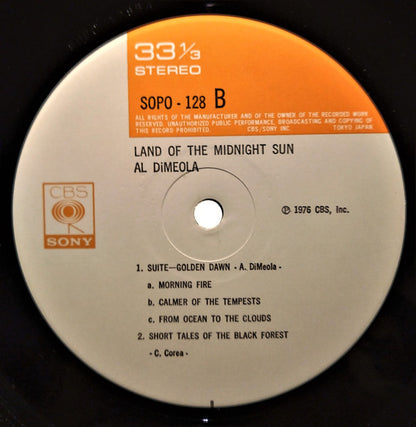 33 1/3
STEREO
SOPO - 128 B
ALL RIGHTS OF THE MANUFACTURER AND OF THE OWNER OF THE RECORDED WORK
RESERVED. UNAUTHORIZED PUBLIC PERFORMANCE, BROADCASTING AND COPYING OF
THIS RECORD PROHIBITED. CBS/SONY INC TOKYO JAPAN
LAND OF THE MIDNIGHT SUN
AL DiMEOLA
CBS
SONY
℗ 1976 CBS, Inc.
1. SUITE—GOLDEN DAWN - A. DiMeola -
a. MORNING FIRE
b. CALMER OF THE TEMPESTS
c. FROM OCEAN TO THE CLOUDS
2. SHORT TALES OF THE BLACK FOREST
- C. Corea -